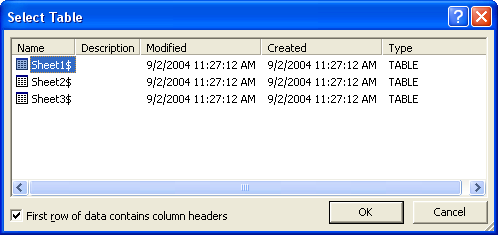 Select Table
Name Description Modified Created Type
Sheet1$ 9/2/2004 11:27:12 AM 9/2/2004 11:27:12 AM TABLE
Sheet2$ 9/2/2004 11:27:12 AM 9/2/2004 11:27:12 AM TABLE
Sheet3$ 9/2/2004 11:27:12 AM 9/2/2004 11:27:12 AM TABLE
First row of data contains column headers OK Cancel